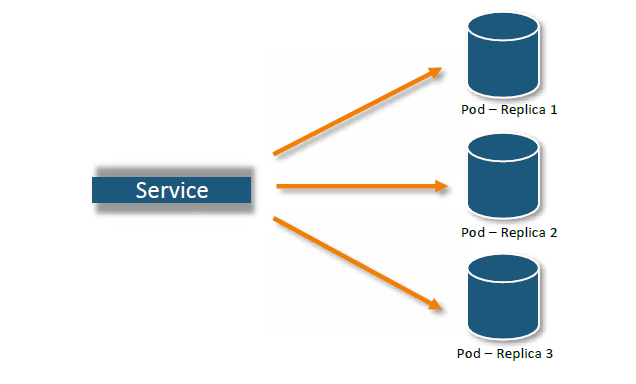 Pod – Replica 1
Service
Pod – Replica 2
Pod – Replica 3